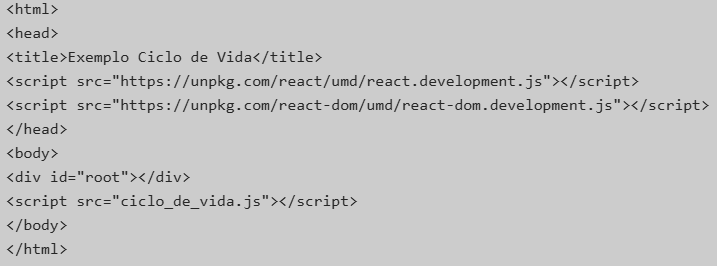 <html>
<head>
<title>Exemplo Ciclo de Vida</title>
<script src="https://unpkg.com/react/umd/react.development.js"></script>
<script src="https://unpkg.com/react-dom/umd/react-dom.development.js"></script>
</head>
<body>
<div id="root"></div>
<script src="ciclo_de_vida.js"></script>
</body>
</html>